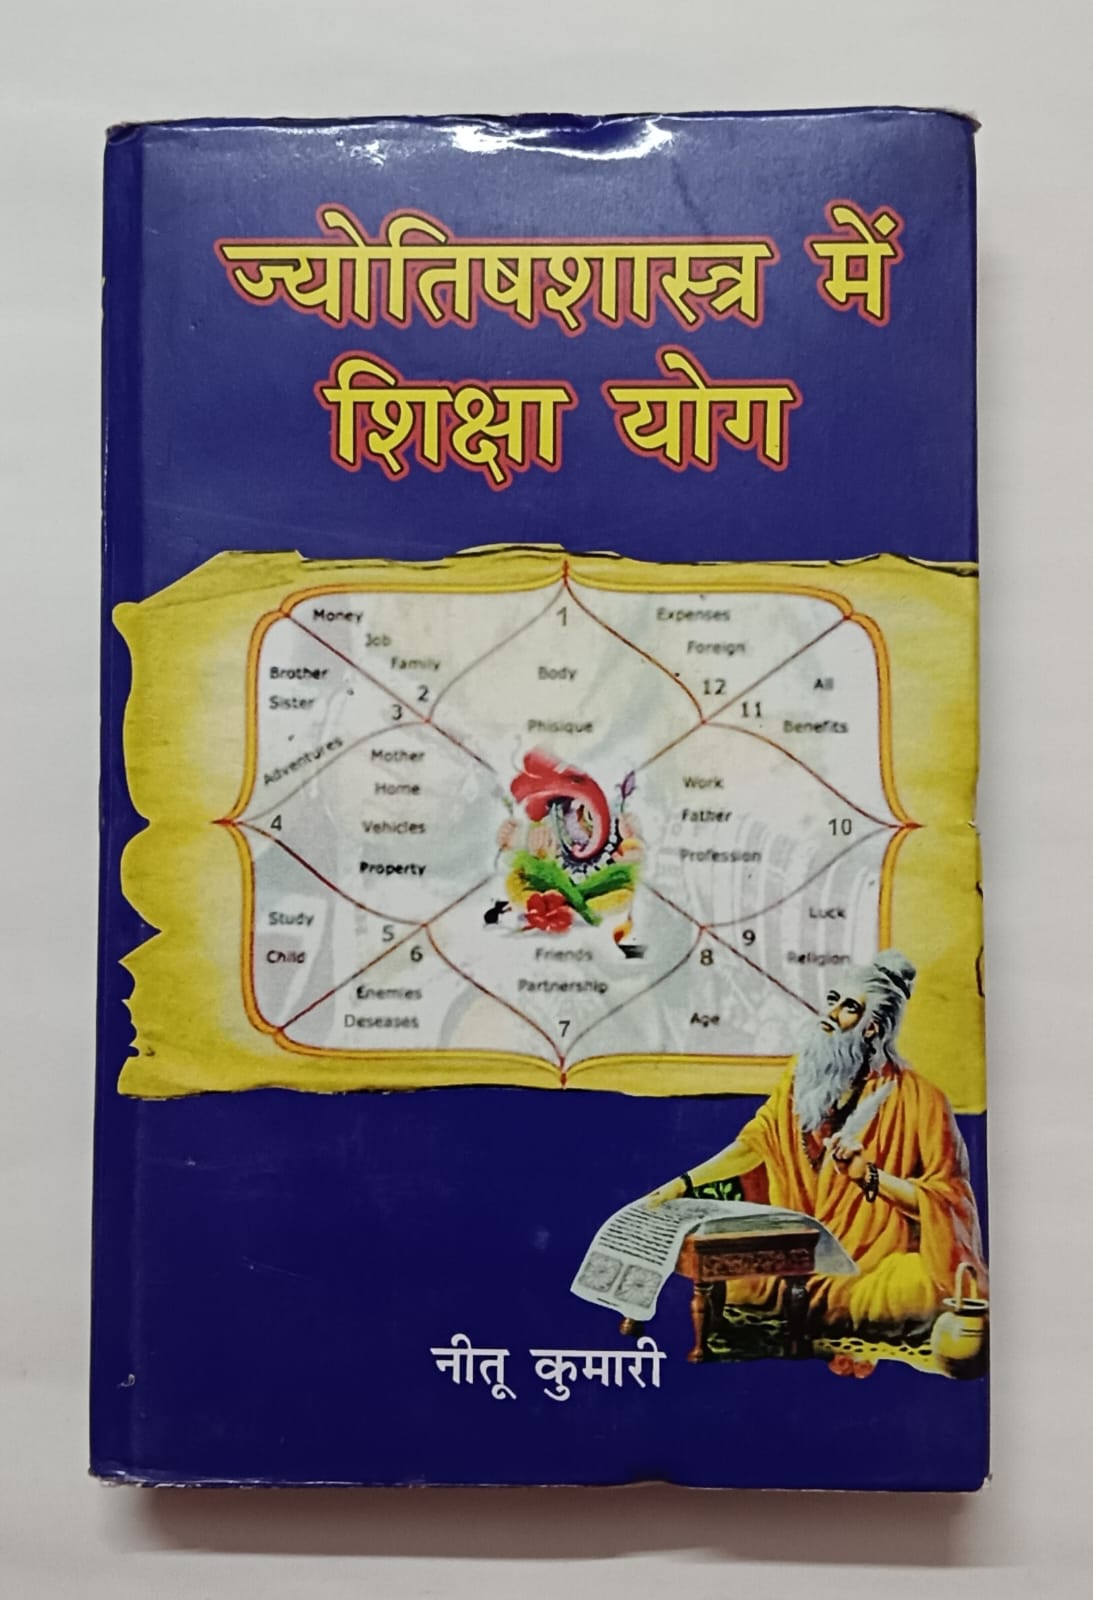 ज्योतिषशास्त्र में
शिक्षा योग
1
Money
Job
Family
2
Brother
Sister
3
Adventures
Body
Phisique
Expenses
Foreign
12
11
All
Benefits
Mother
Home
Vehicles
Property
4
Work
Father
Profession
10
Study
Child
5
6
Enemies
Deseases
Friends
Partnership
7
8
Age
9
Luck
Religion
नीतू कुमारी